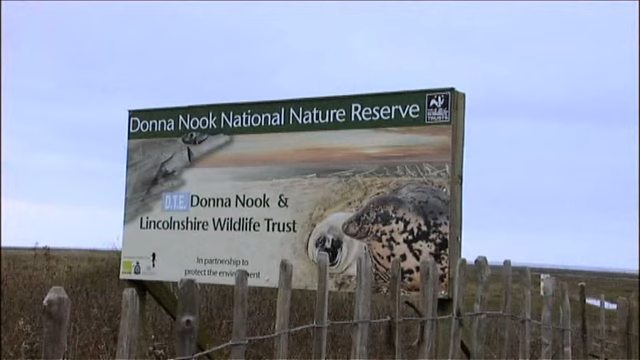 Donna Nook National Nature Reserve
D.T.E. Donna Nook &
Lincolnshire Wildlife Trust
In partnership to
protect the environment